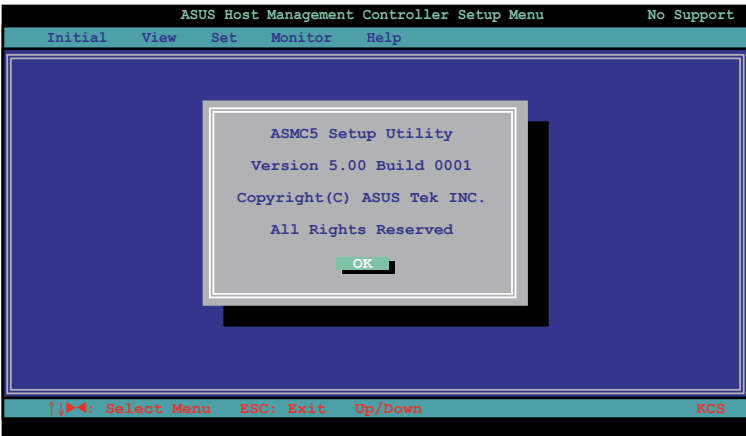 ASUS Host Management Controller Setup Menu No Support
Initial View Set Monitor Help
ASMC5 Setup Utility
Version 5.00 Build 0001
Copyright(C) ASUS Tek INC.
All Rights Reserved
OK
↑↓►◄: Select Menu ESC: Exit Up/Down KCS